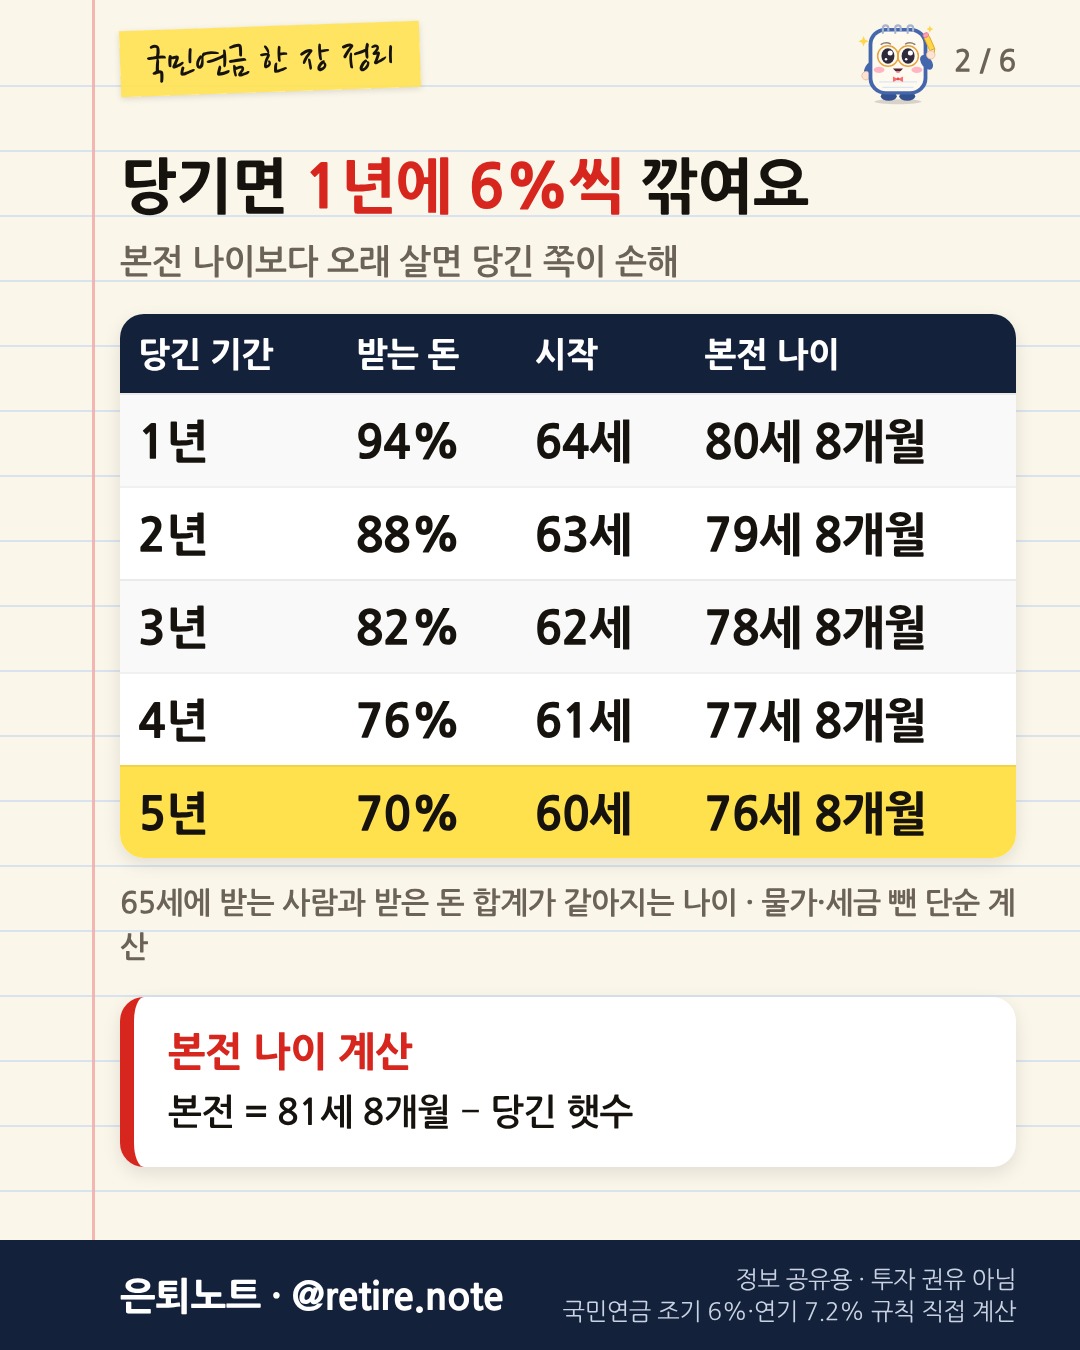 국민연금 한 장 정리
2 / 6
당기면 1년에 6%씩 깎여요
본전 나이보다 오래 살면 당긴 쪽이 손해
당긴 기간 받는 돈 시작 본전 나이
1년 94% 64세 80세 8개월
2년 88% 63세 79세 8개월
3년 82% 62세 78세 8개월
4년 76% 61세 77세 8개월
5년 70% 60세 76세 8개월
65세에 받는 사람과 받은 돈 합계가 같아지는 나이 · 물가·세금 뺀 단순 계
산
본전 나이 계산
본전 = 81세 8개월 − 당긴 햇수
은퇴노트 · @retire.note
정보 공유용 · 투자 권유 아님
국민연금 조기 6%·연기 7.2% 규칙 직접 계산